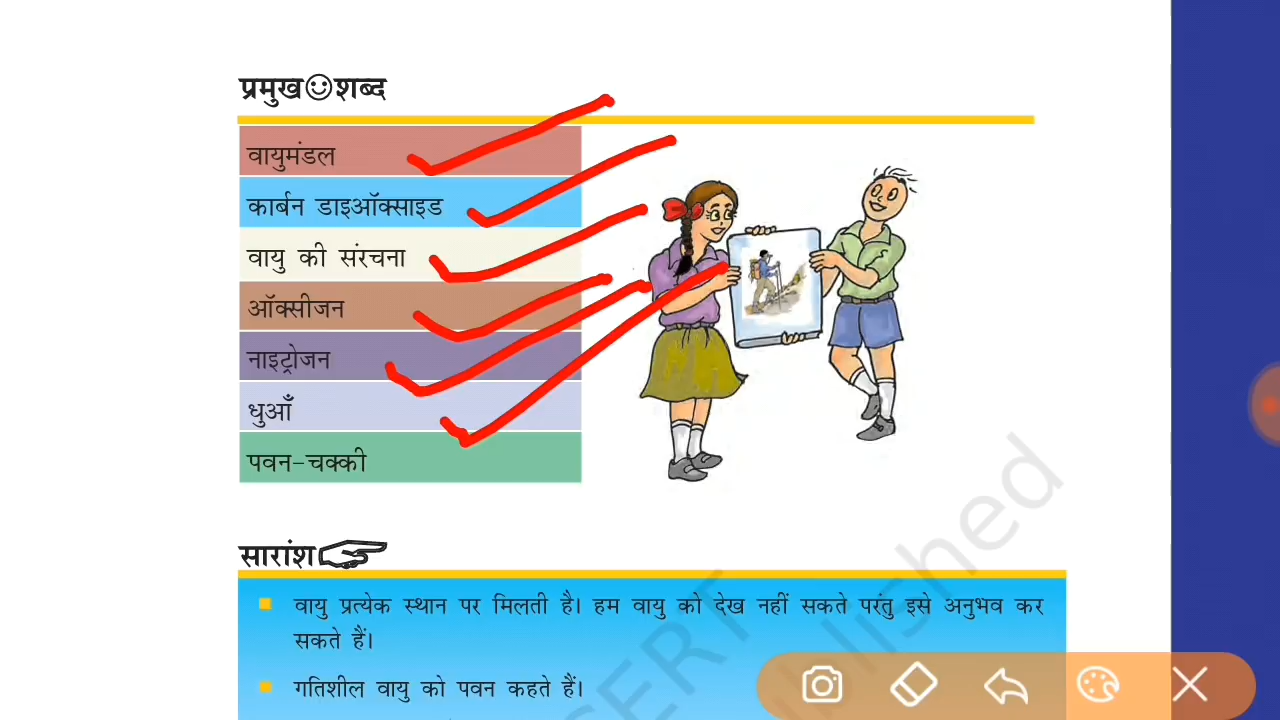 प्रमुख शब्द
वायुमंडल
कार्बन डाइऑक्साइड
वायु की संरचना
ऑक्सीजन
नाइट्रोजन
धुआँ
पवन-चक्की
सारांश
वायु प्रत्येक स्थान पर मिलती है। हम वायु को देख नहीं सकते परंतु इसे अनुभव कर
सकते हैं।
गतिशील वायु को पवन कहते हैं।